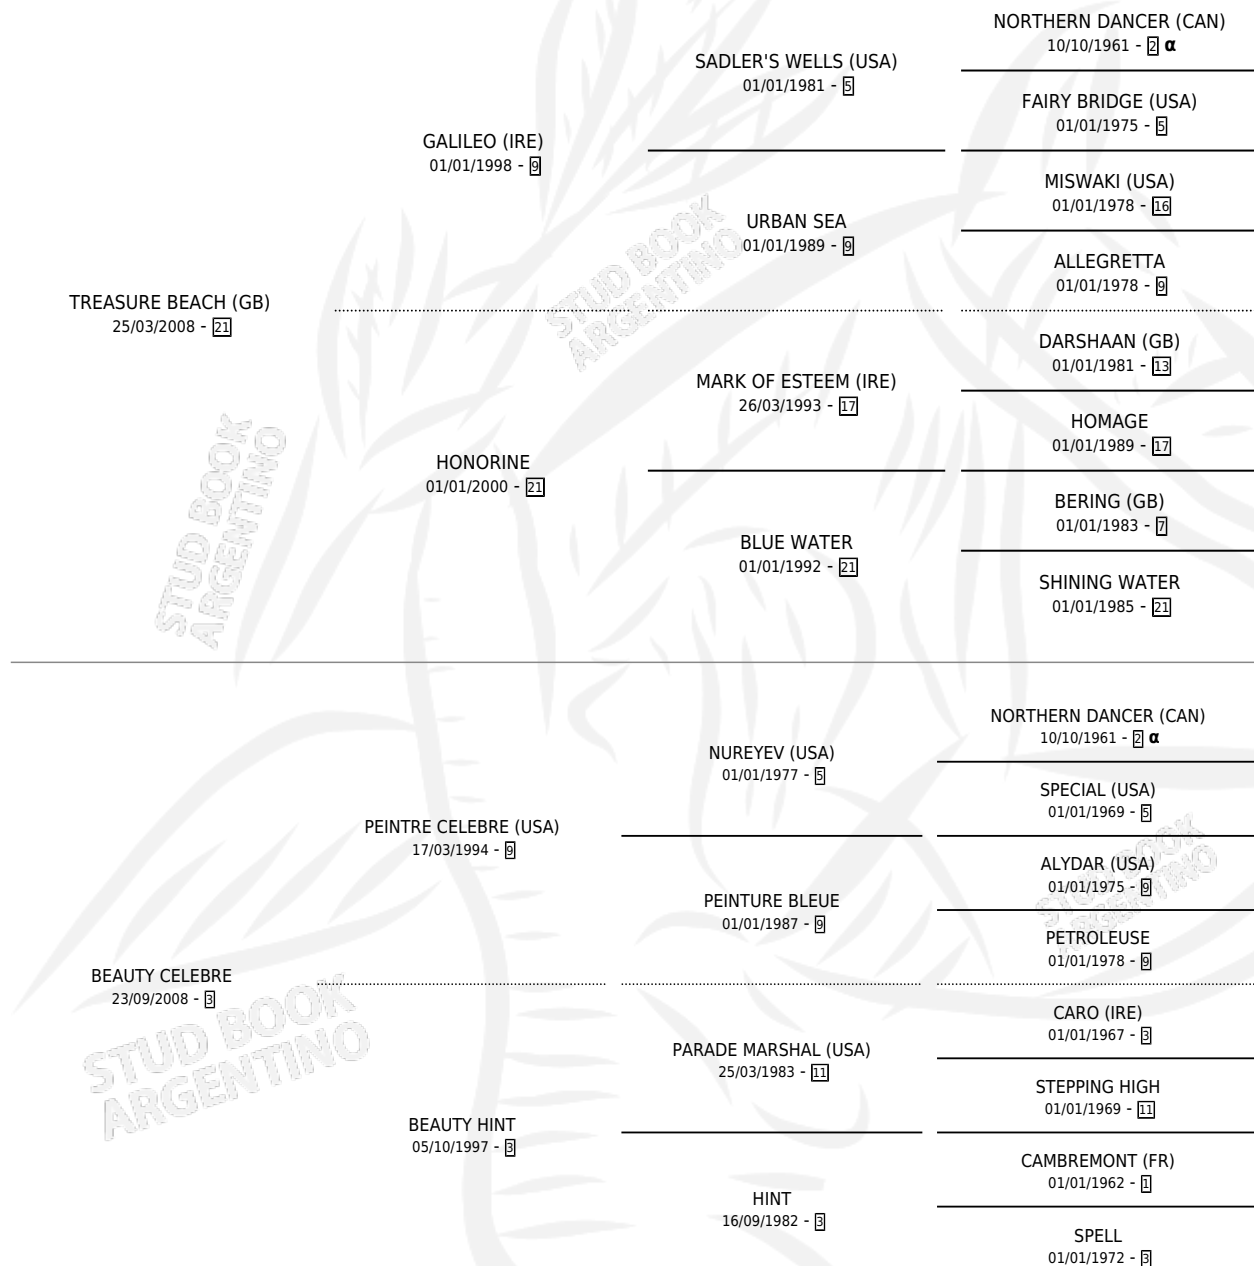 NORTHERN DANCER (CAN)
10/10/1961 - 2 α
SADLER'S WELLS (USA)
01/01/1981 - 5
FAIRY BRIDGE (USA)
01/01/1975 - 5
GALILEO (IRE)
01/01/1998 - 9
MISWAKI (USA)
01/01/1978 - 16
URBAN SEA
01/01/1989 - 9
ALLEGRETTA
01/01/1978 - 9
TREASURE BEACH (GB)
25/03/2008 - 21
DARSHAAN (GB)
01/01/1981 - 13
MARK OF ESTEEM (IRE)
26/03/1993 - 17
HOMAGE
01/01/1989 - 17
HONORINE
01/01/2000 - 21
BERING (GB)
01/01/1983 - 7
BLUE WATER
01/01/1992 - 21
SHINING WATER
01/01/1985 - 21
NORTHERN DANCER (CAN)
10/10/1961 - 2 α
NUREYEV (USA)
01/01/1977 - 5
SPECIAL (USA)
01/01/1969 - 5
PEINTRE CELEBRE (USA)
17/03/1994 - 9
ALYDAR (USA)
01/01/1975 - 9
PEINTURE BLEUE
01/01/1987 - 9
PETROLEUSE
01/01/1978 - 9
BEAUTY CELEBRE
23/09/2008 - 3
CARO (IRE)
01/01/1967 - 3
PARADE MARSHAL (USA)
25/03/1983 - 11
STEPPING HIGH
01/01/1969 - 11
BEAUTY HINT
05/10/1997 - 3
CAMBREMONT (FR)
01/01/1962 - 1
HINT
16/09/1982 - 3
SPELL
01/01/1972 - 3
STUD BOOK
ARGENTINO
STUD BOOK
ARGENTINO
STUD BOOK
ARGENTINO
STUD BOOK
ARGENTINO